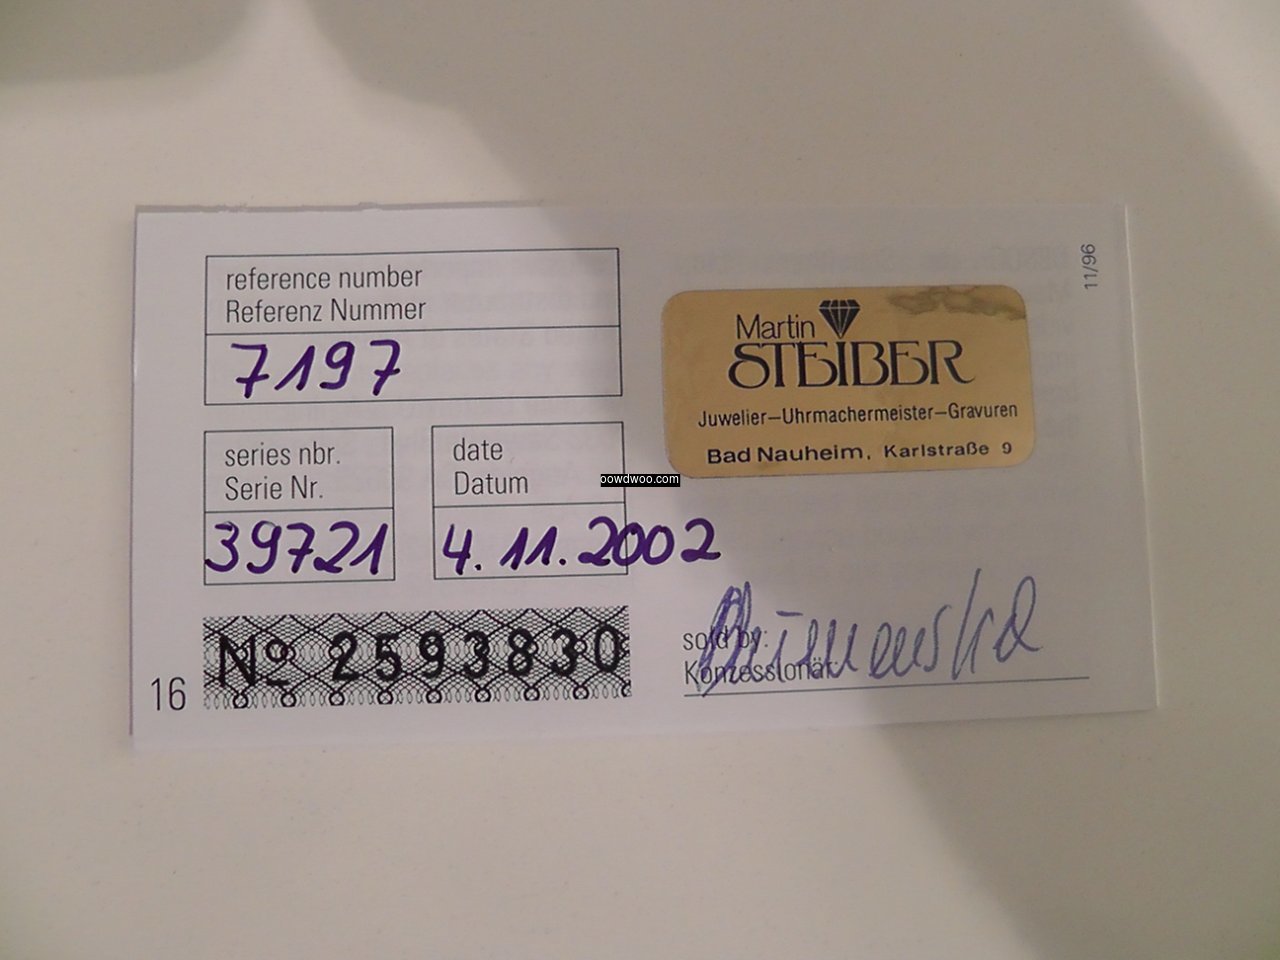 reference number
Referenz Nummer
7197
series nbr.
Serie Nr.
39721
date
Datum
4.11.2002
No 2593830
16
11/96
Martin
STEIBER
Juwelier–Uhrmachermeister–Gravuren
Bad Nauheim, Karlstraße 9
oowdwoo.com
sold by:
Konzessionär: